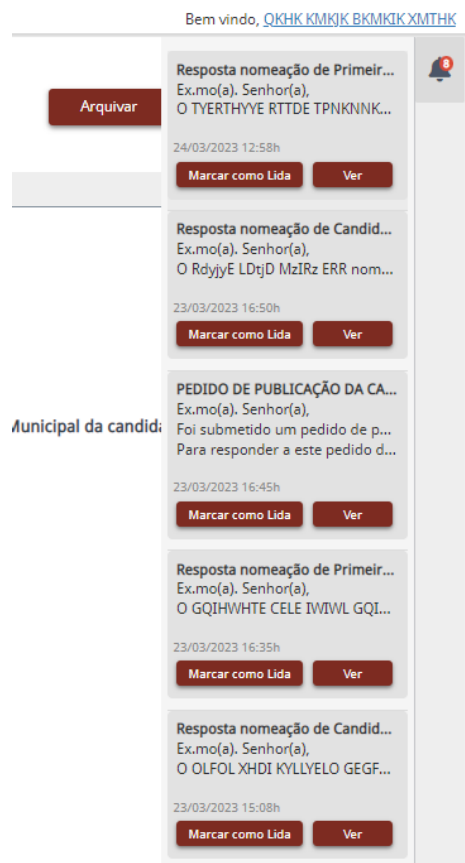 Bem vindo, QKHK KMKJK BKMKIK XMTHK
8
Arquivar
Municipal da candida
Resposta nomeação de Primeir...
Ex.mo(a). Senhor(a),
O TYERTHYYE RTTDE TPNKNNK...
24/03/2023 12:58h
Marcar como Lida
Ver
Resposta nomeação de Candid...
Ex.mo(a). Senhor(a),
O RdyjyE LDtjD MzIRz ERR nom...
23/03/2023 16:50h
Marcar como Lida
Ver
PEDIDO DE PUBLICAÇÃO DA CA...
Ex.mo(a). Senhor(a),
Foi submetido um pedido de p...
Para responder a este pedido d...
23/03/2023 16:45h
Marcar como Lida
Ver
Resposta nomeação de Primeir...
Ex.mo(a). Senhor(a),
O GQIHWHTE CELE IWIWL GQI...
23/03/2023 16:35h
Marcar como Lida
Ver
Resposta nomeação de Candid...
Ex.mo(a). Senhor(a),
O OLFOL XHDI KYLLYELO GEGF...
23/03/2023 15:08h
Marcar como Lida
Ver